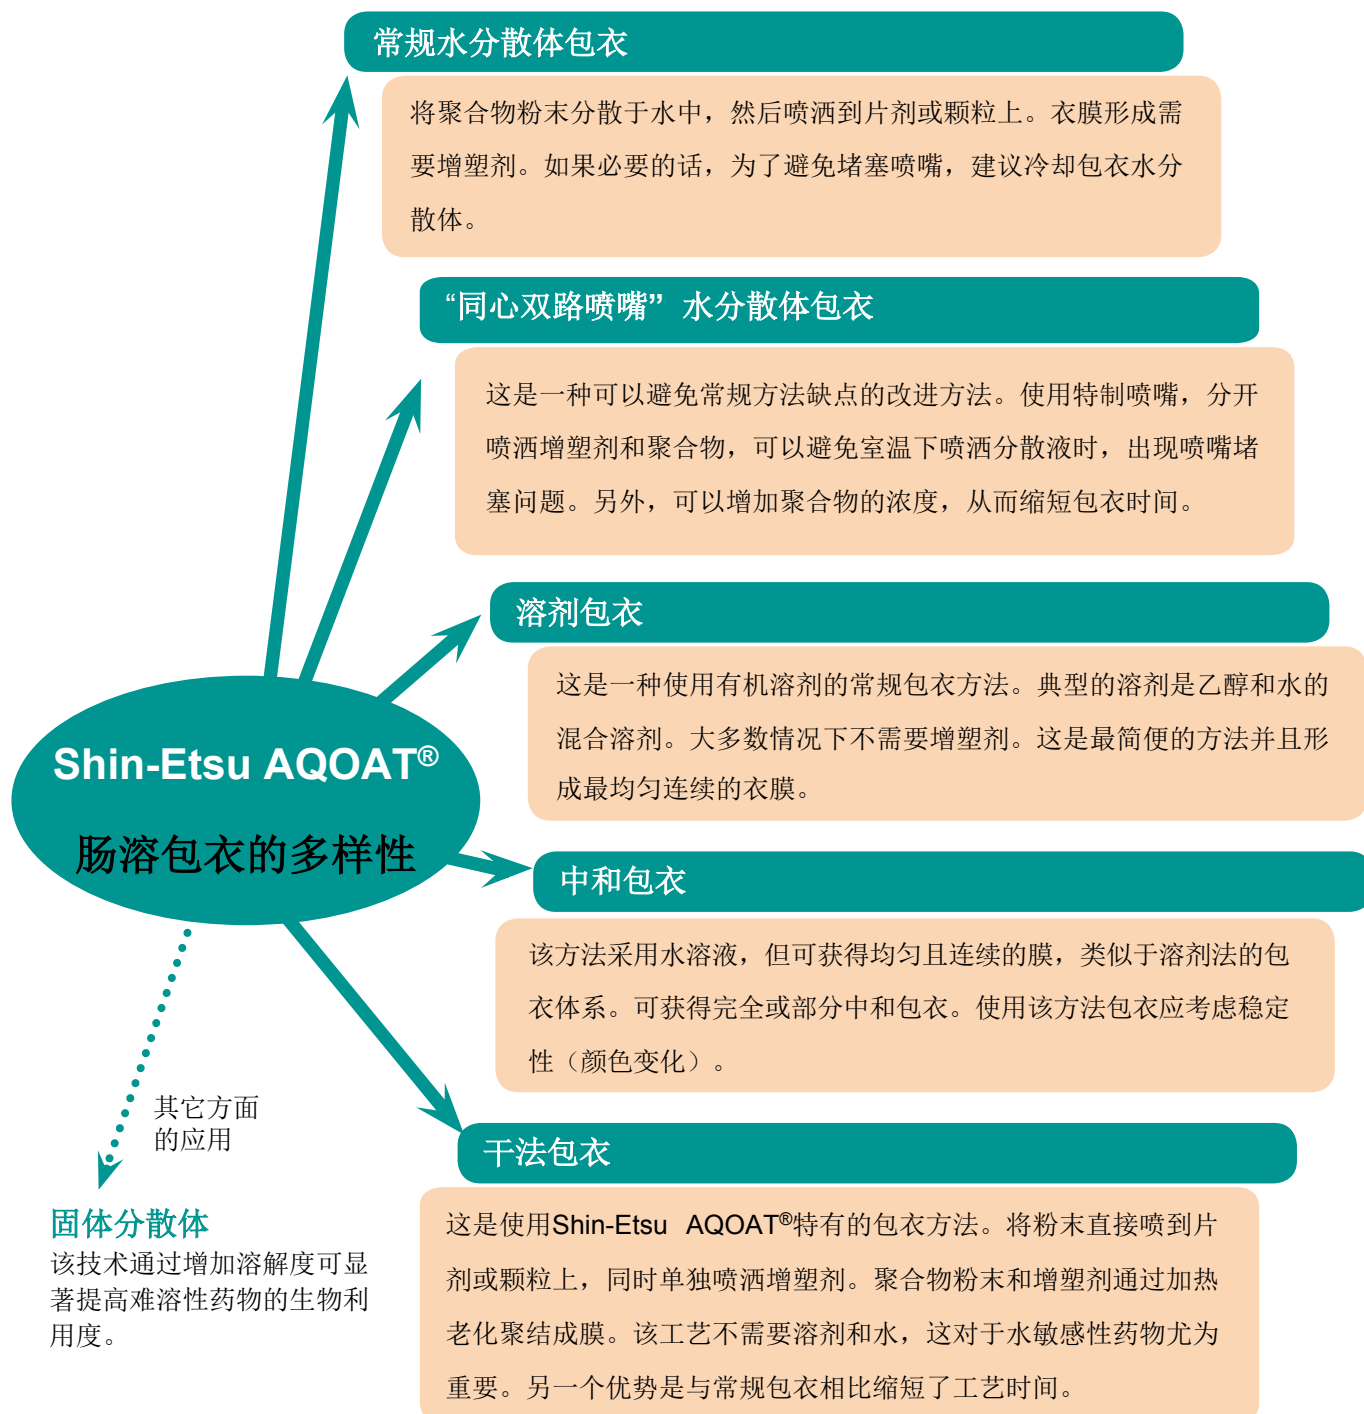 常规水分散体包衣
将聚合物粉末分散于水中，然后喷洒到片剂或颗粒上。衣膜形成需
要增塑剂。如果必要的话，为了避免堵塞喷嘴，建议冷却包衣水分
散体。
“同心双路喷嘴” 水分散体包衣
这是一种可以避免常规方法缺点的改进方法。使用特制喷嘴，分开
喷洒增塑剂和聚合物，可以避免室温下喷洒分散液时，出现喷嘴堵
塞问题。另外，可以增加聚合物的浓度，从而缩短包衣时间。
溶剂包衣
这是一种使用有机溶剂的常规包衣方法。典型的溶剂是乙醇和水的
混合溶剂。大多数情况下不需要增塑剂。这是最简便的方法并且形
成最均匀连续的衣膜。
Shin-Etsu AQOAT®
肠溶包衣的多样性
中和包衣
该方法采用水溶液，但可获得均匀且连续的膜，类似于溶剂法的包
衣体系。可获得完全或部分中和包衣。使用该方法包衣应考虑稳定
性（颜色变化）。
其它方面
的应用
固体分散体
该技术通过增加溶解度可显
著提高难溶性药物的生物利
用度。
干法包衣
这是使用Shin-Etsu AQOAT®特有的包衣方法。将粉末直接喷到片
剂或颗粒上，同时单独喷洒增塑剂。聚合物粉末和增塑剂通过加热
老化聚结成膜。该工艺不需要溶剂和水，这对于水敏感性药物尤为
重要。另一个优势是与常规包衣相比缩短了工艺时间。